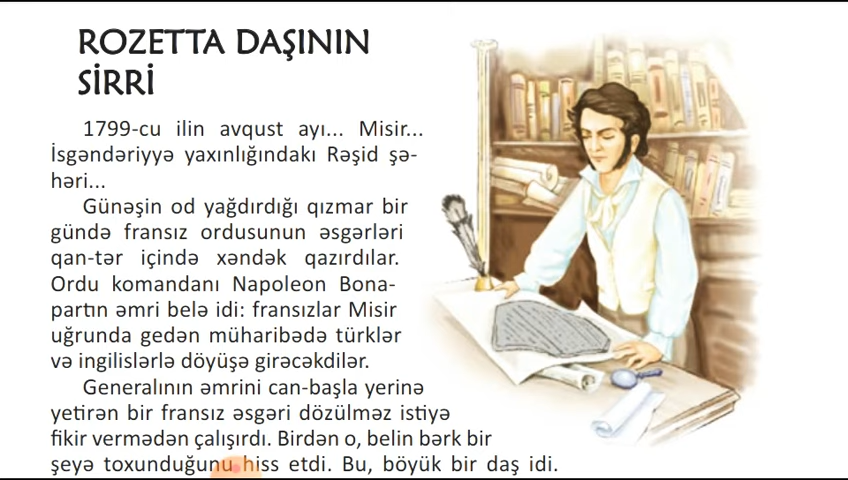 ROZETTA DAŞININ
SİRRİ
1799-cu ilin avqust ayı... Misir...
İsgəndəriyyə yaxınlığındakı Rəşid şə-
həri...
Günəşin od yağdırdığı qızmar bir
gündə fransız ordusunun əsgərləri
qan-tər içində xəndək qazırdılar.
Ordu komandanı Napoleon Bona-
partın əmri belə idi: fransızlar Misir
uğrunda gedən müharibədə türklər
və ingilislərlə döyüşə girəcəkdilər.
Generalının əmrini can-başla yerinə
yetirən bir fransız əsgəri dözülməz istiyə
fikir vermədən çalışırdı. Birdən o, belin bərk bir
şeyə toxunduğunu hiss etdi. Bu, böyük bir daş idi.